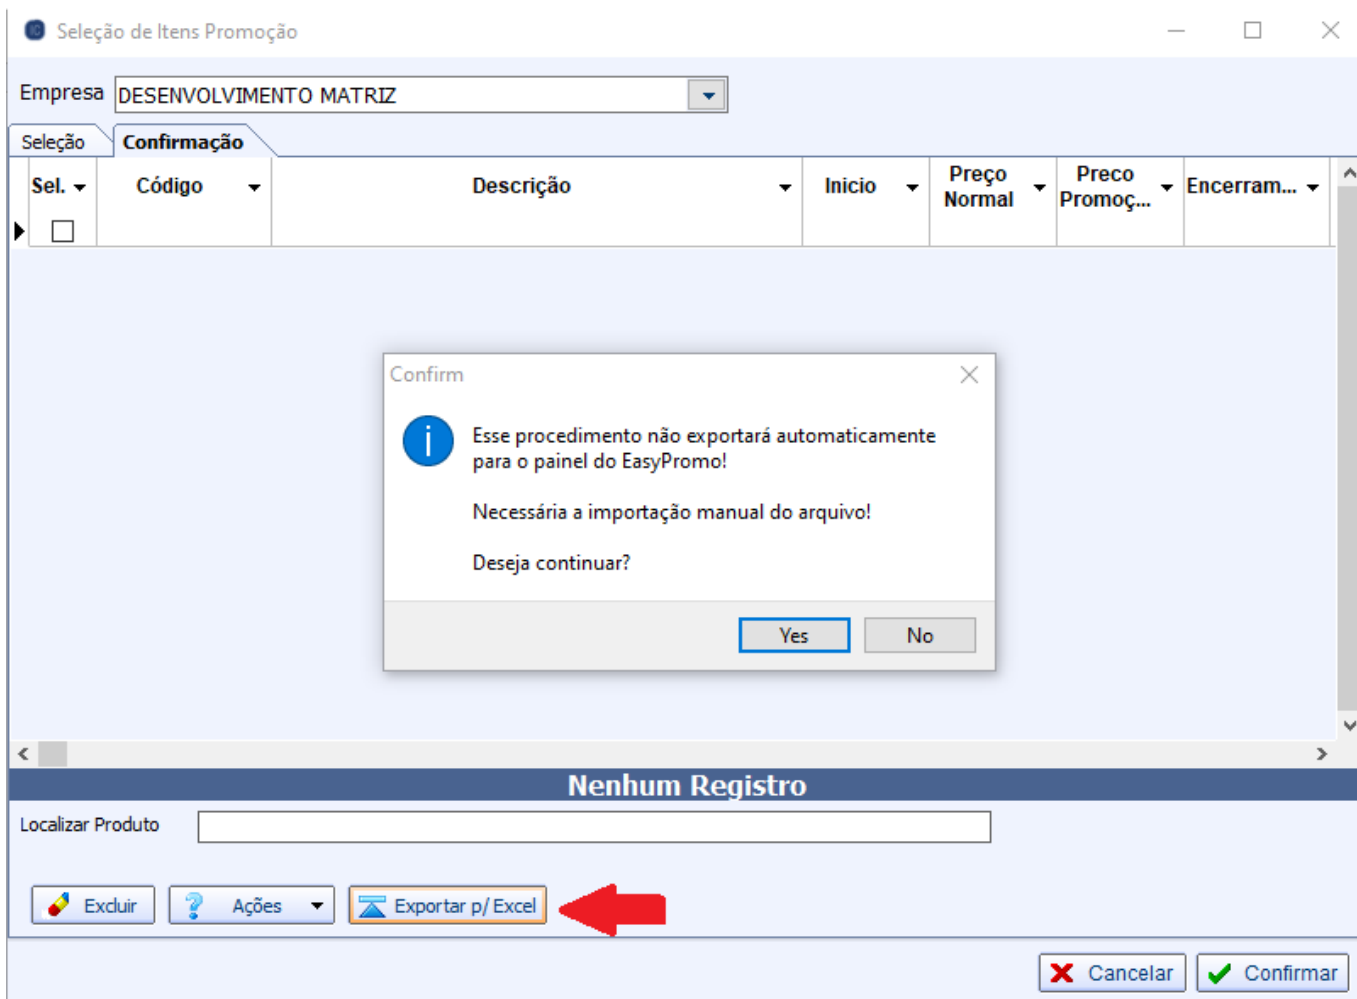 Seleção de Itens Promoção
Empresa DESENVOLVIMENTO MATRIZ
Seleção Confirmação
Sel. Código Descrição Inicio Preço Normal Preco Promoç... Encerram...
Confirm
Esse procedimento não exportará automaticamente
para o painel do EasyPromo!
Necessária a importação manual do arquivo!
Deseja continuar?
Yes No
Nenhum Registro
Localizar Produto
Excluir Ações Exportar p/ Excel
Cancelar Confirmar